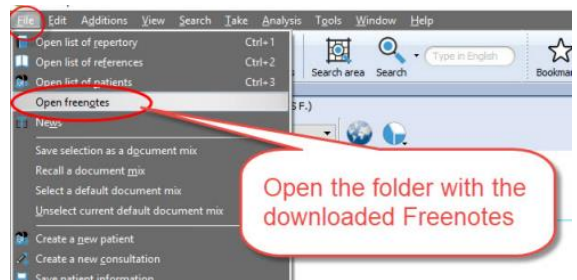 File Edit Additions View Search Take Analysis Tools Window Help
Open list of repertory Ctrl+1
Open list of references Ctrl+2
Open list of patients Ctrl+3
Open freenotes
News
Save selection as a document mix
Recall a document mix
Select a default document mix
Unselect current default document mix
Create a new patient
Create a new consultation
Save patient information
Type in English
Search area Search
F.)
Open the folder with the
downloaded Freenotes